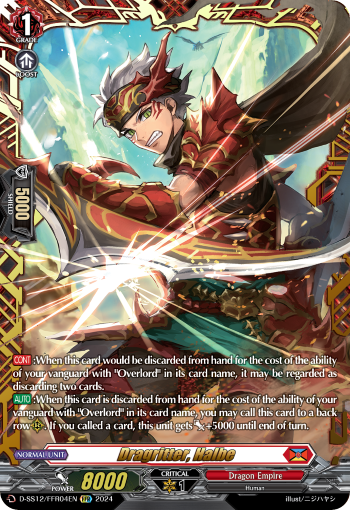 1
GRADE
BOOST
5000
SHIELD
CONT:When this card would be discarded from hand for the cost of the ability
of your vanguard with "Overlord" in its card name, it may be regarded as
discarding two cards.
AUTO:When this card is discarded from hand for the cost of the ability of your
vanguard with "Overlord" in its card name, you may call this card to a back
row. If you called a card, this unit gets +5000 until end of turn.
NORMAL UNIT
Dragritter, Halbe
POWER 8000
CRITICAL
1
Dragon Empire
Human
D-SS12/FFR04EN FFR 2024
illust/ニジハヤシ